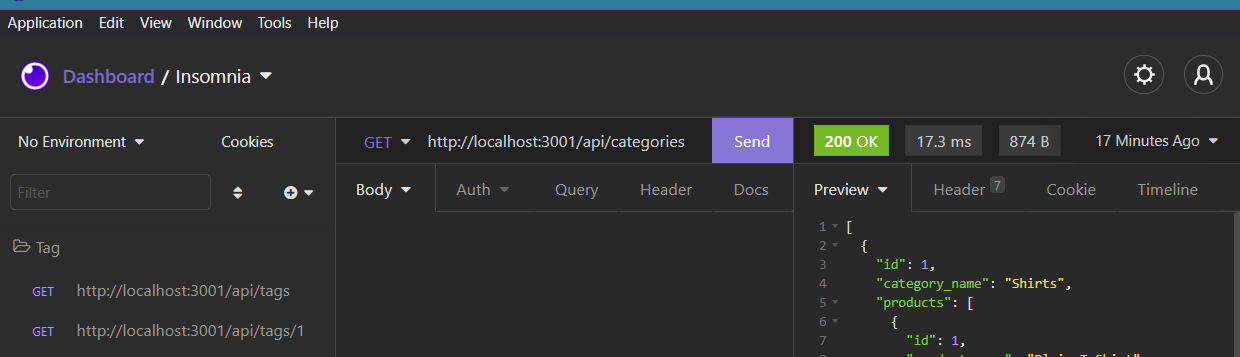 Application Edit View Window Tools Help
Dashboard / Insomnia
No Environment Cookies
GET http://localhost:3001/api/categories Send
200 OK 17.3 ms 874 B 17 Minutes Ago
Filter
Body Auth Query Header Docs
Preview Header 7 Cookie Timeline
Tag
GET http://localhost:3001/api/tags
GET http://localhost:3001/api/tags/1
1 [
2 {
3 "id": 1,
4 "category_name": "Shirts",
5 "products": [
6 {
7 "id": 1,